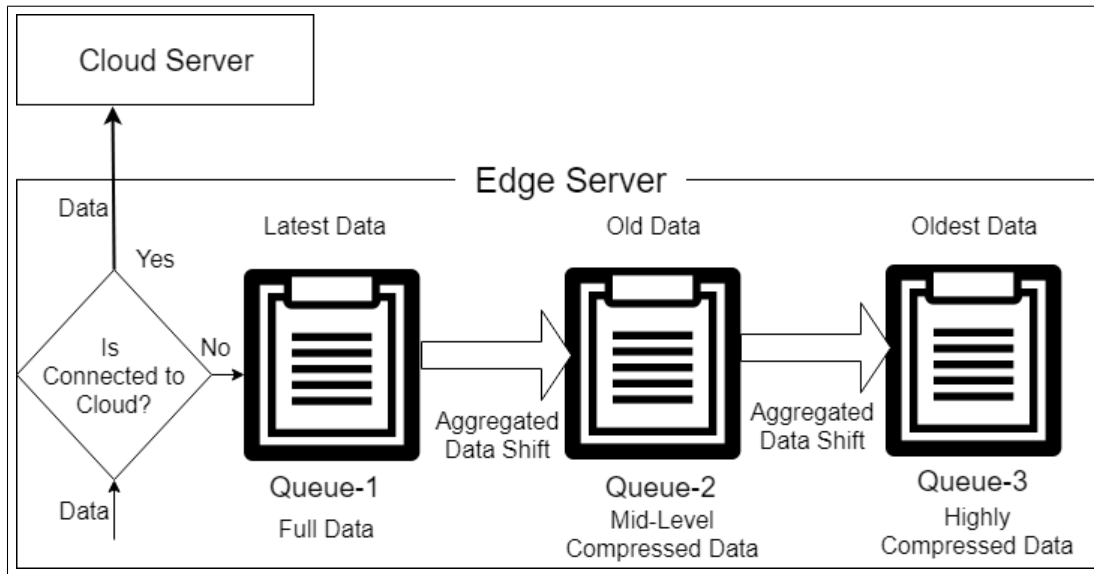 Cloud Server
Edge Server
Data
Yes
Latest Data
Old Data
Oldest Data
Is
Connected to
Cloud?
No
Aggregated
Data Shift
Aggregated
Data Shift
Data
Queue-1
Full Data
Queue-2
Mid-Level
Compressed Data
Queue-3
Highly
Compressed Data